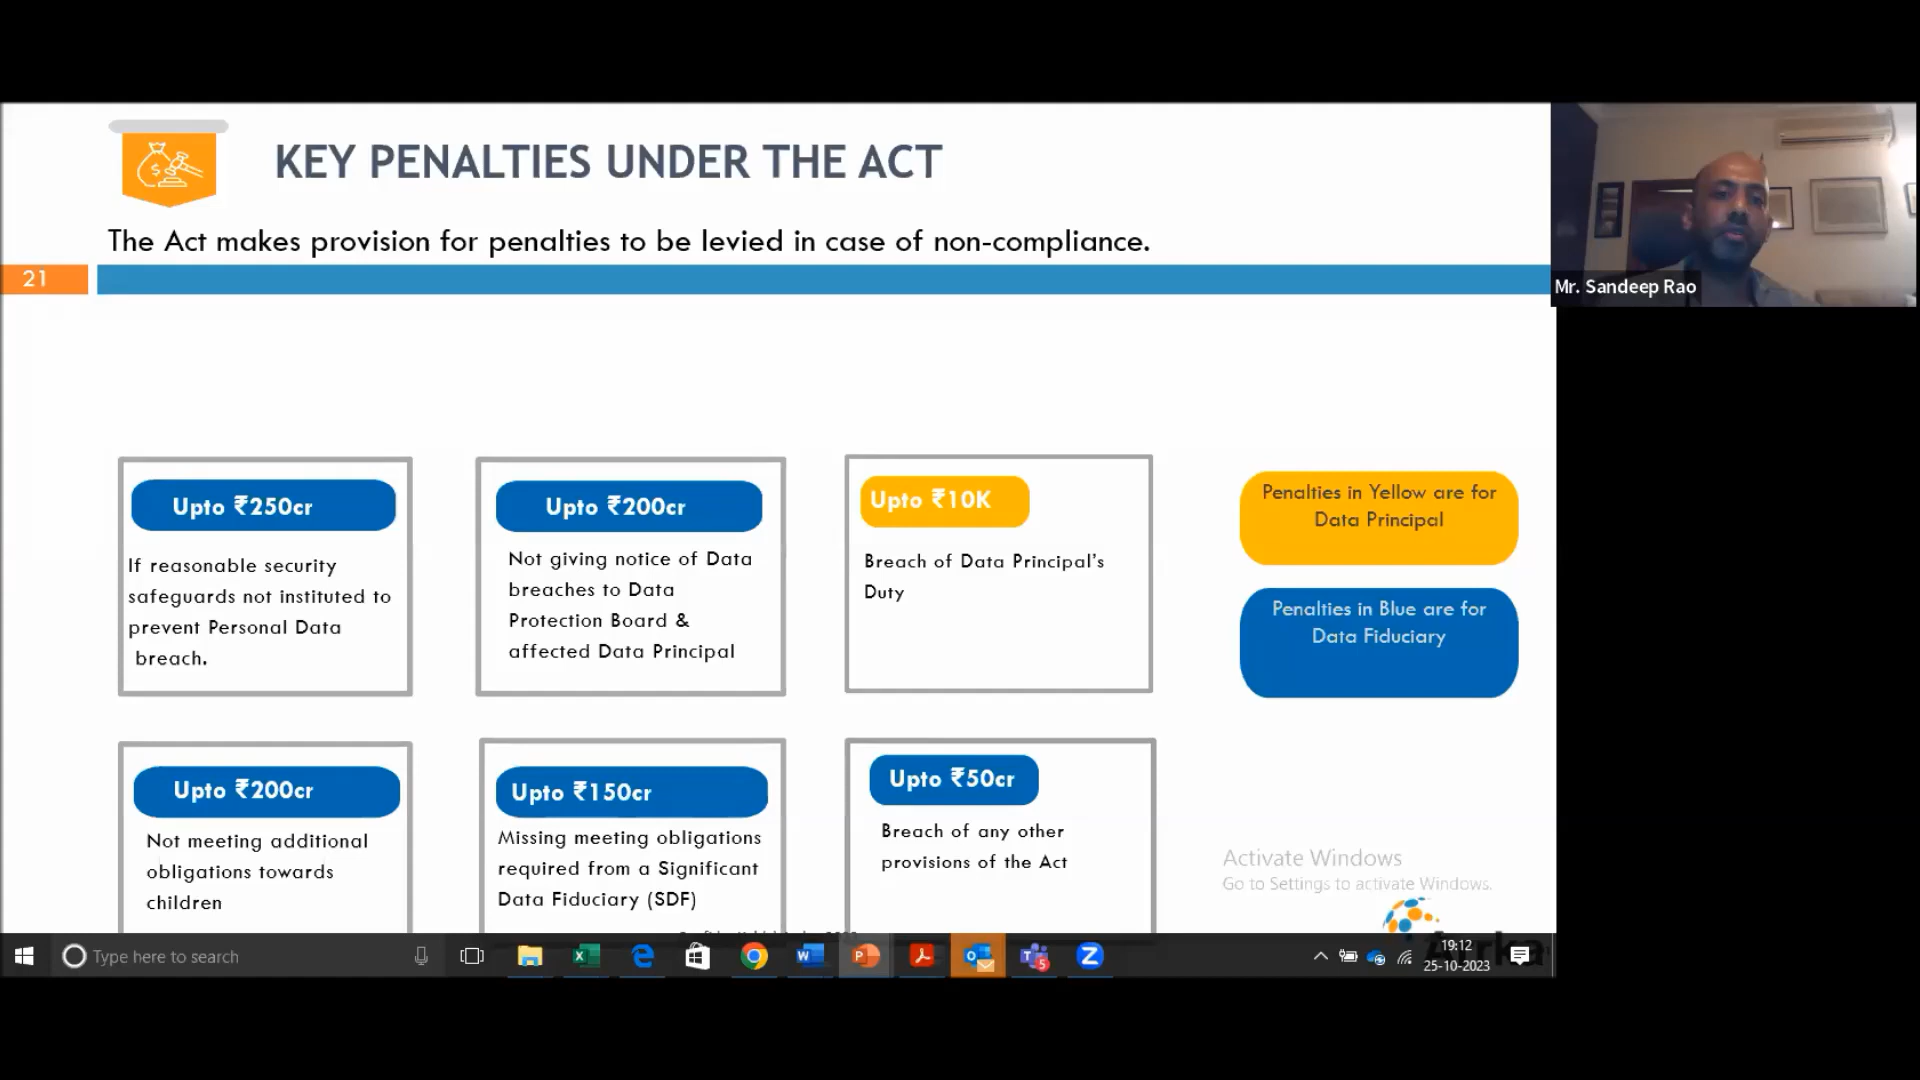 KEY PENALTIES UNDER THE ACT
The Act makes provision for penalties to be levied in case of non-compliance.
21
Mr. Sandeep Rao
Upto ₹250cr
If reasonable security
safeguards not instituted to
prevent Personal Data
breach.
Upto ₹200cr
Not giving notice of Data
breaches to Data
Protection Board &
affected Data Principal
Upto ₹10K
Breach of Data Principal's
Duty
Penalties in Yellow are for
Data Principal
Penalties in Blue are for
Data Fiduciary
Upto ₹200cr
Not meeting additional
obligations towards
children
Upto ₹150cr
Missing meeting obligations
required from a Significant
Data Fiduciary (SDF)
Upto ₹50cr
Breach of any other
provisions of the Act
Activate Windows
Go to Settings to activate Windows.
Type here to search
19:12
25-10-2023